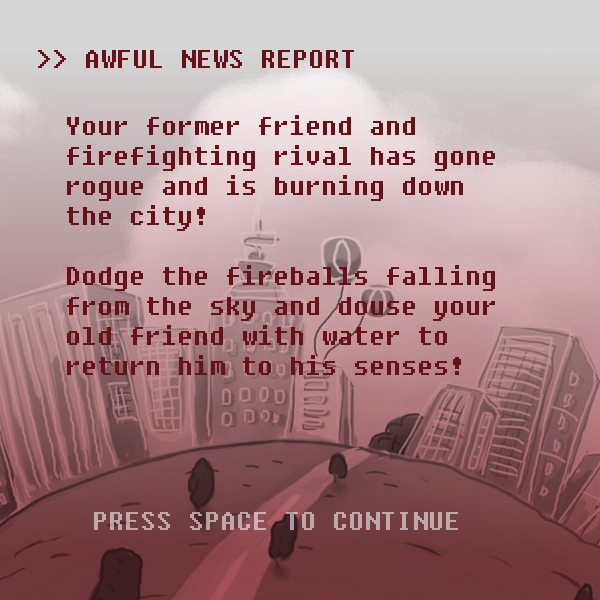 >> AWFUL NEWS REPORT
Your former friend and
firefighting rival has gone
rogue and is burning down
the city!
Dodge the fireballs falling
from the sky and douse your
old friend with water to
return him to his senses!
PRESS SPACE TO CONTINUE